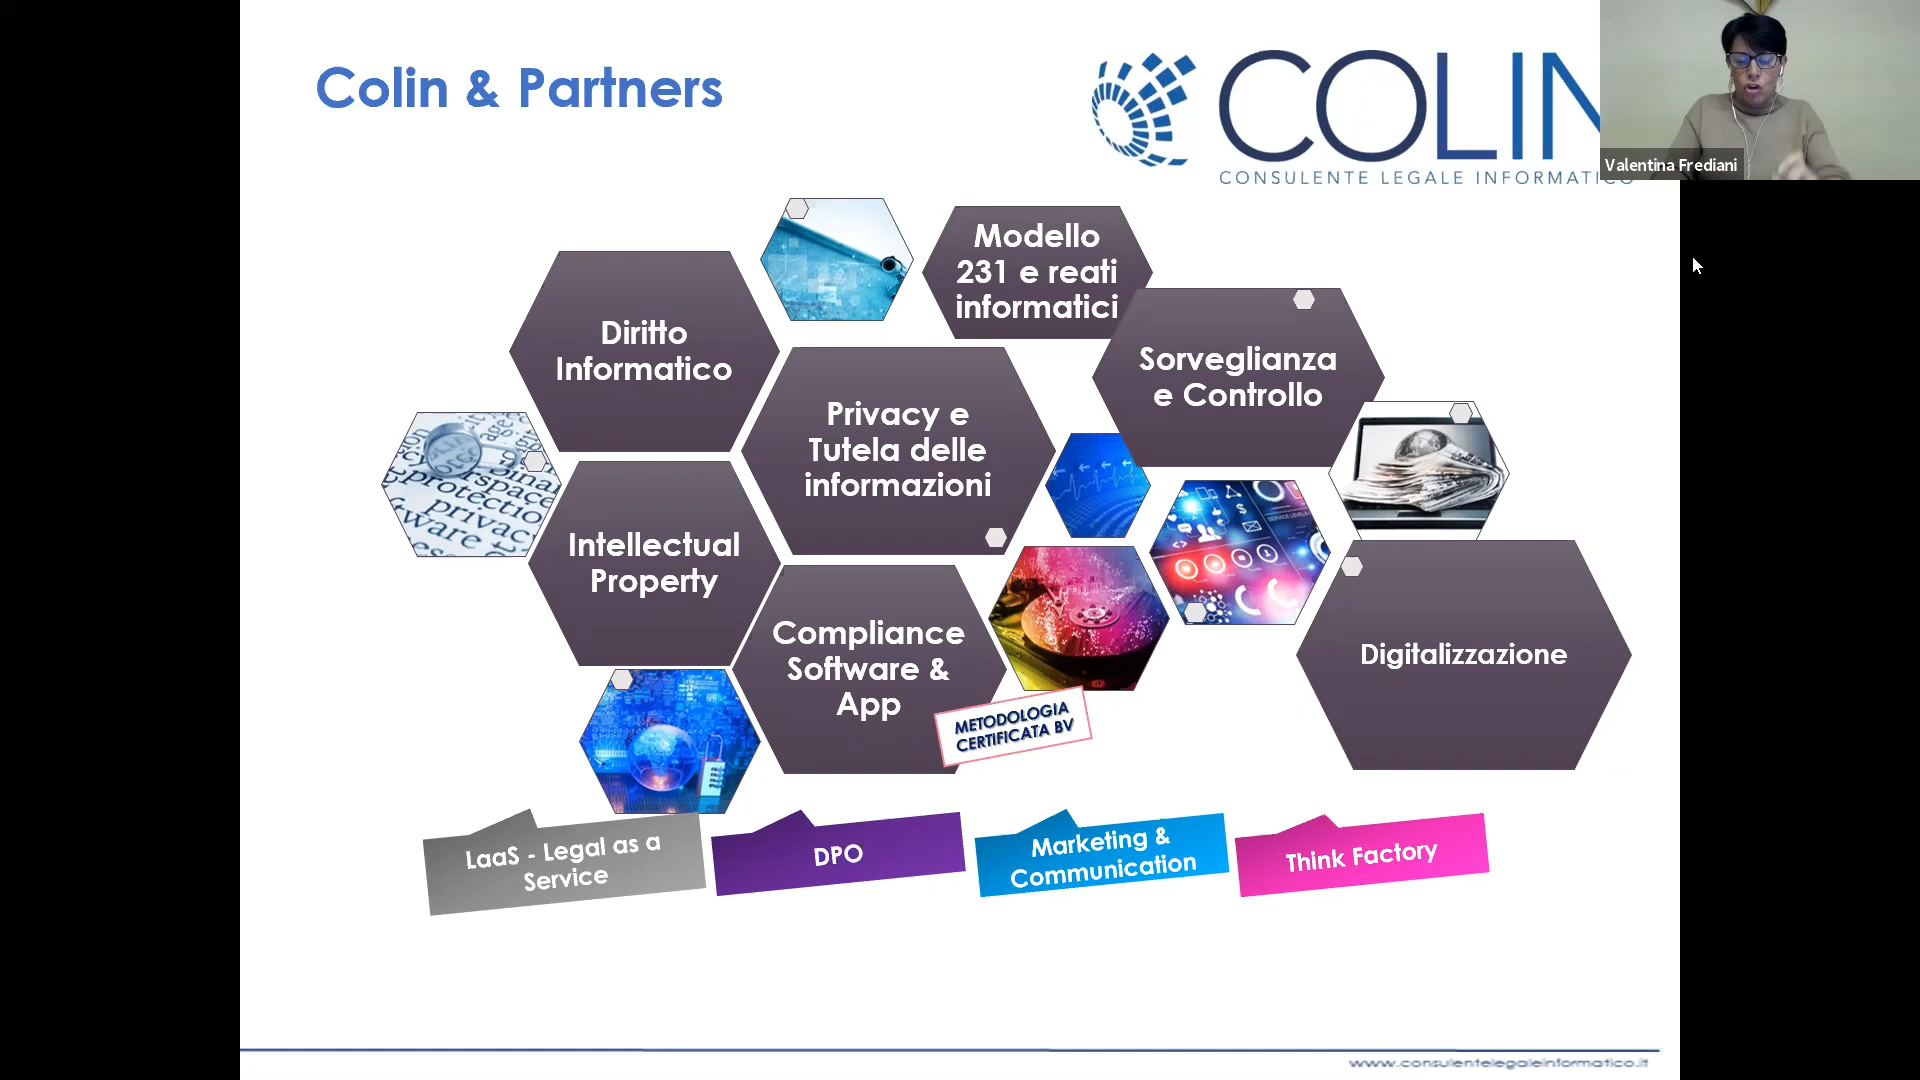 Colin & Partners
COLIN
CONSULENTE LEGALE INFORMATICO
Valentina Frediani
Modello
231 e reati
informatici
Diritto
Informatico
Sorveglianza
e Controllo
Privacy e
Tutela delle
informazioni
Intellectual
Property
Compliance
Software &
App
METODOLOGIA
CERTIFICATA BV
Digitalizzazione
LaaS - Legal as a
Service
DPO
Marketing &
Communication
Think Factory
www.consulentelegaleinformatico.it